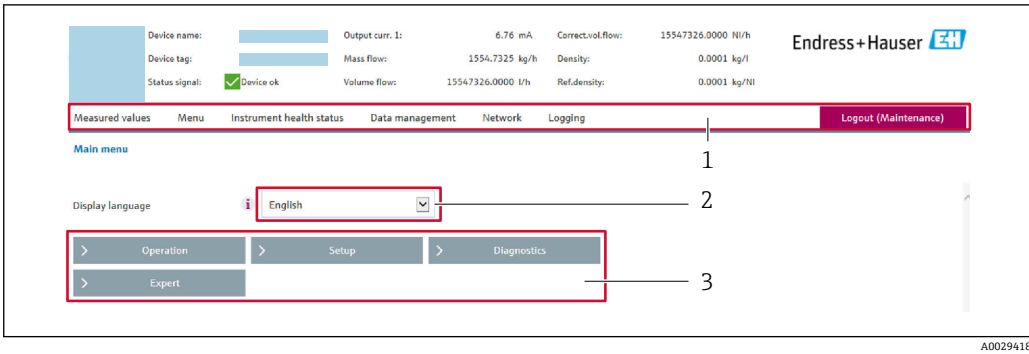 Device name: Output curr. 1: 6.76 mA Correct.vol.flow: 15547326.0000 Nl/h
Endress+Hauser EH
Device tag: Mass flow: 1554.7325 kg/h Density: 0.0001 kg/l
Status signal: Device ok Volume flow: 15547326.0000 l/h Ref.density: 0.0001 kg/Nl
Measured values Menu Instrument health status Data management Network Logging Logout (Maintenance)
1
Main menu
Display language i English 2
> Operation > Setup > Diagnostics
> Expert 3
A0029418